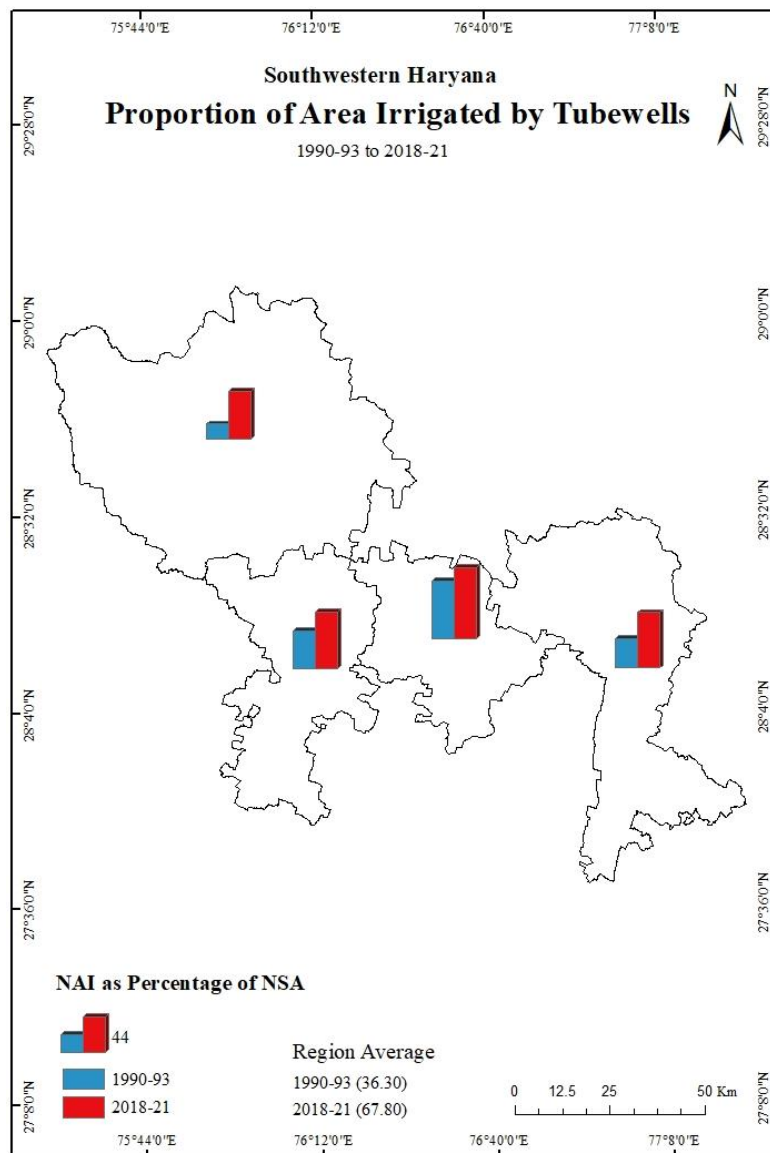 75°44'0"E 76°12'0"E 76°40'0"E 77°8'0"E
Southwestern Haryana
Proportion of Area Irrigated by Tubewells
1990-93 to 2018-21
N
29°28'0"N 29°28'0"N
29°0'0"N 29°0'0"N
28°32'0"N 28°32'0"N
28°4'0"N 28°4'0"N
27°36'0"N 27°36'0"N
NAI as Percentage of NSA
44
1990-93
2018-21
Region Average
1990-93 (36.30)
2018-21 (67.80)
0 12.5 25 50 Km
27°8'0"N 27°8'0"N
75°44'0"E 76°12'0"E 76°40'0"E 77°8'0"E